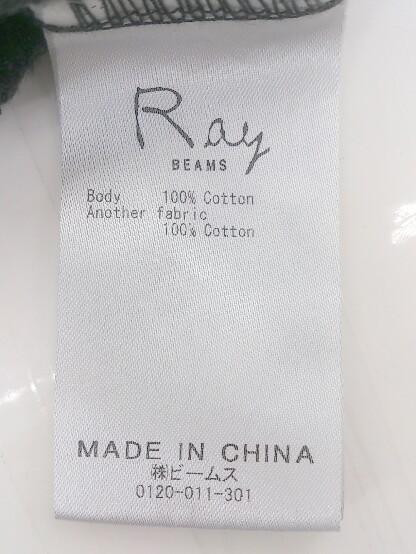 Ray
BEAMS
Body 100% Cotton
Another fabric
100% Cotton
MADE IN CHINA
㈱ビームス
0120-011-301